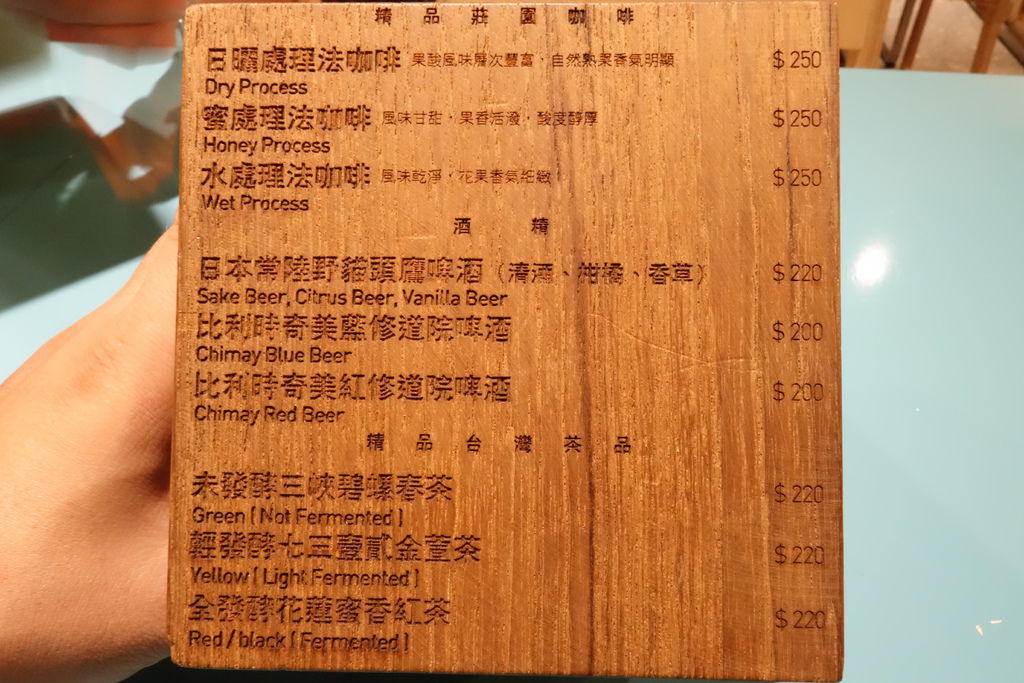 精品莊園咖啡
日曬處理法咖啡 果酸風味層次豐富，自然熟果香氣明顯 $250
Dry Process
蜜處理法咖啡 風味甘甜，果香活潑，酸度醇厚 $250
Honey Process
水處理法咖啡 風味乾淨，花果香氣細緻 $250
Wet Process
酒精
日本常陸野貓頭鷹啤酒（清酒、柑橘、香草） $220
Sake Beer, Citrus Beer, Vanilla Beer
比利時奇美藍修道院啤酒 $200
Chimay Blue Beer
比利時奇美紅修道院啤酒 $200
Chimay Red Beer
精品台灣茶品
未發酵三峽碧螺春茶 $220
Green [ Not Fermented ]
輕發酵七三壹貳金萱茶 $220
Yellow [ Light Fermented ]
全發酵花蓮蜜香紅茶 $220
Red / black [ Fermented ]